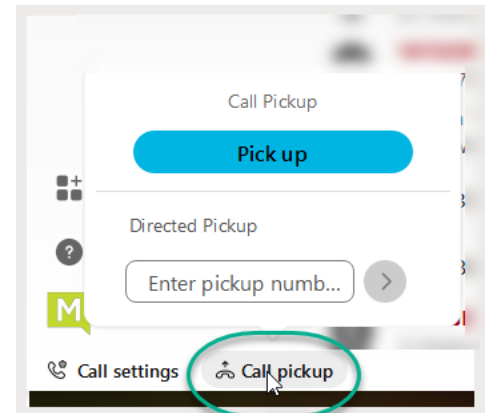 Call Pickup
Pick up
Directed Pickup
Enter pickup numb...
M
Call settings
Call pickup